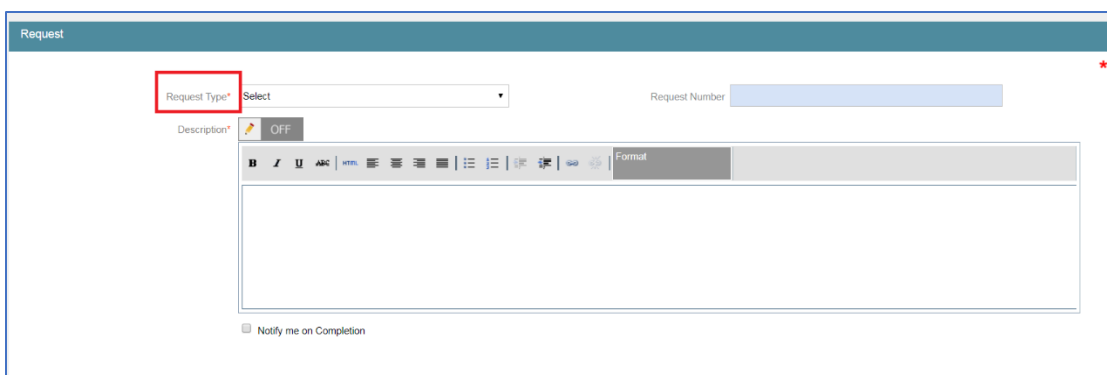 Request
*
Request Type* Select Request Number
Description* OFF
B I U ABC HTML Format
Notify me on Completion